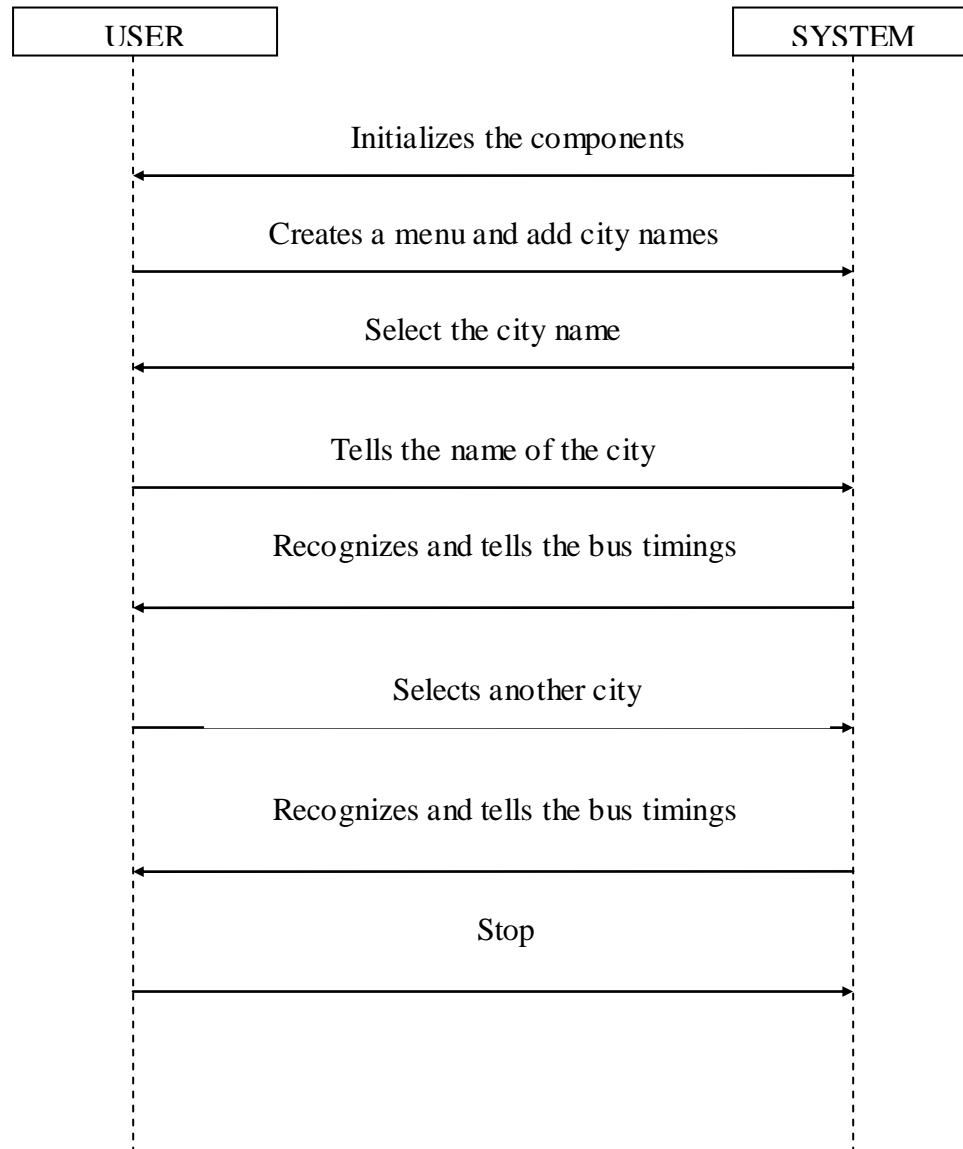 USER
SYSTEM
Initializes the components
Creates a menu and add city names
Select the city name
Tells the name of the city
Recognizes and tells the bus timings
Selects another city
Recognizes and tells the bus timings
Stop